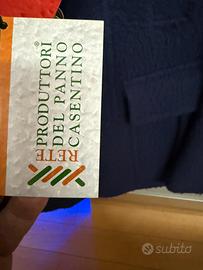 RETE
PRODUTTORI®
DEL PANNO
CASENTINO
subito